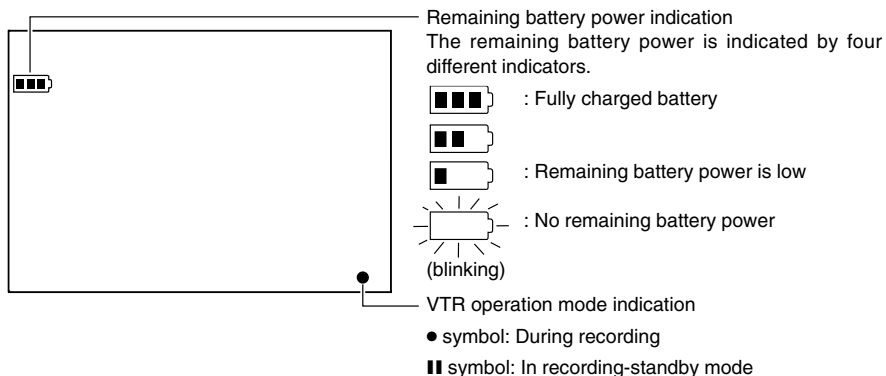 Remaining battery power indication
The remaining battery power is indicated by four
different indicators.
: Fully charged battery
: Remaining battery power is low
: No remaining battery power
(blinking)
VTR operation mode indication
● symbol: During recording
▮▮ symbol: In recording-standby mode